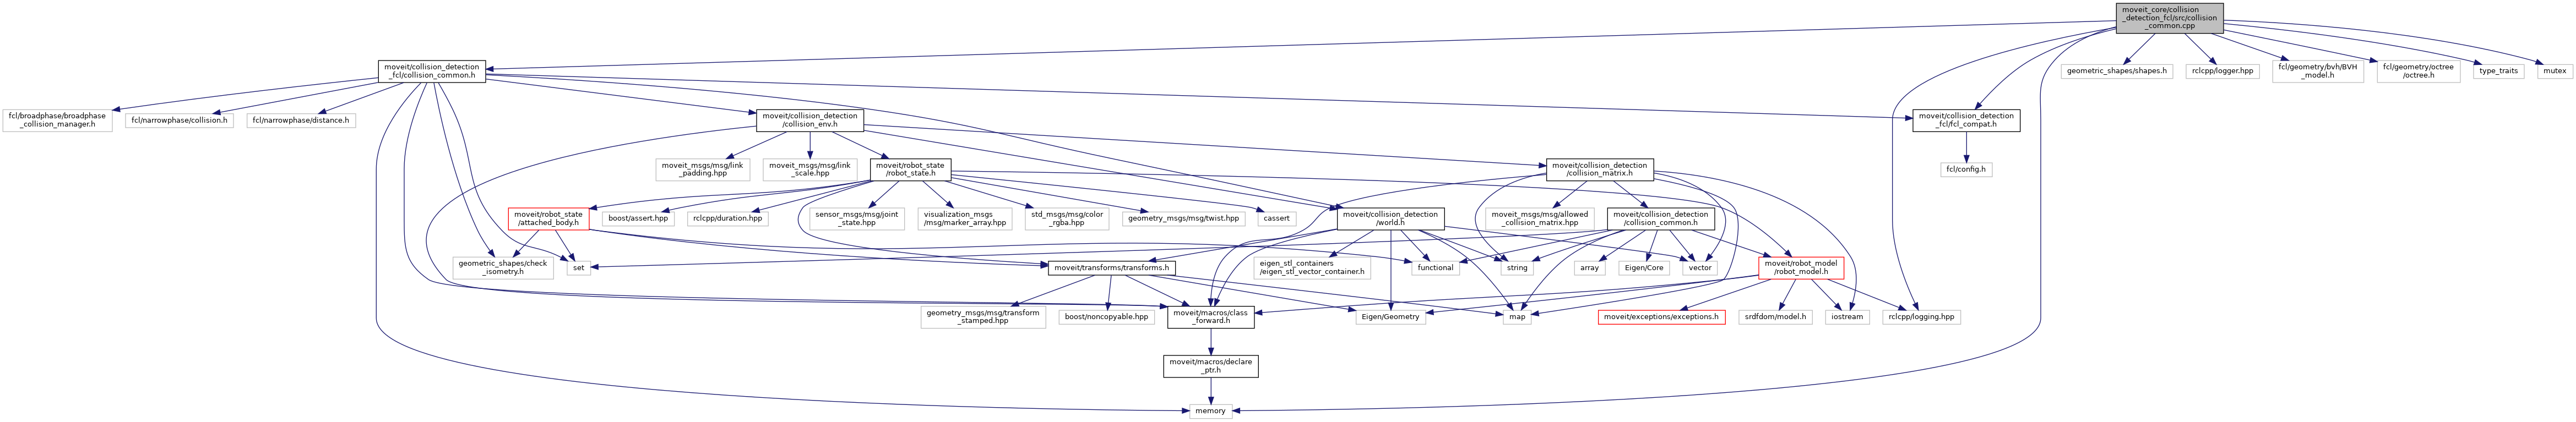 moveit_core/collision
_detection_fcl/src/collision
_common.cpp
moveit/collision_detection
_fcl/collision_common.h
geometric_shapes/shapes.h
rclcpp/logger.hpp
fcl/geometry/bvh/BVH
_model.h
fcl/geometry/octree
/octree.h
type_traits
mutex
fcl/broadphase/broadphase
_collision_manager.h
fcl/narrowphase/collision.h
fcl/narrowphase/distance.h
moveit/collision_detection
/collision_env.h
moveit/collision_detection
_fcl/fcl_compat.h
moveit_msgs/msg/link
_padding.hpp
moveit_msgs/msg/link
_scale.hpp
moveit/robot_state
/robot_state.h
moveit/collision_detection
/collision_matrix.h
fcl/config.h
moveit/robot_state
/attached_body.h
boost/assert.hpp
rclcpp/duration.hpp
sensor_msgs/msg/joint
_state.hpp
visualization_msgs
/msg/marker_array.hpp
std_msgs/msg/color
_rgba.hpp
geometry_msgs/msg/twist.hpp
cassert
moveit/collision_detection
/world.h
moveit_msgs/msg/allowed
_collision_matrix.hpp
moveit/collision_detection
/collision_common.h
geometric_shapes/check
_isometry.h
set
moveit/transforms/transforms.h
eigen_stl_containers
/eigen_stl_vector_container.h
functional
string
array
Eigen/Core
vector
moveit/robot_model
/robot_model.h
geometry_msgs/msg/transform
_stamped.hpp
boost/noncopyable.hpp
moveit/macros/class
_forward.h
Eigen/Geometry
map
moveit/exceptions/exceptions.h
srdfdom/model.h
iostream
rclcpp/logging.hpp
moveit/macros/declare
_ptr.h
memory